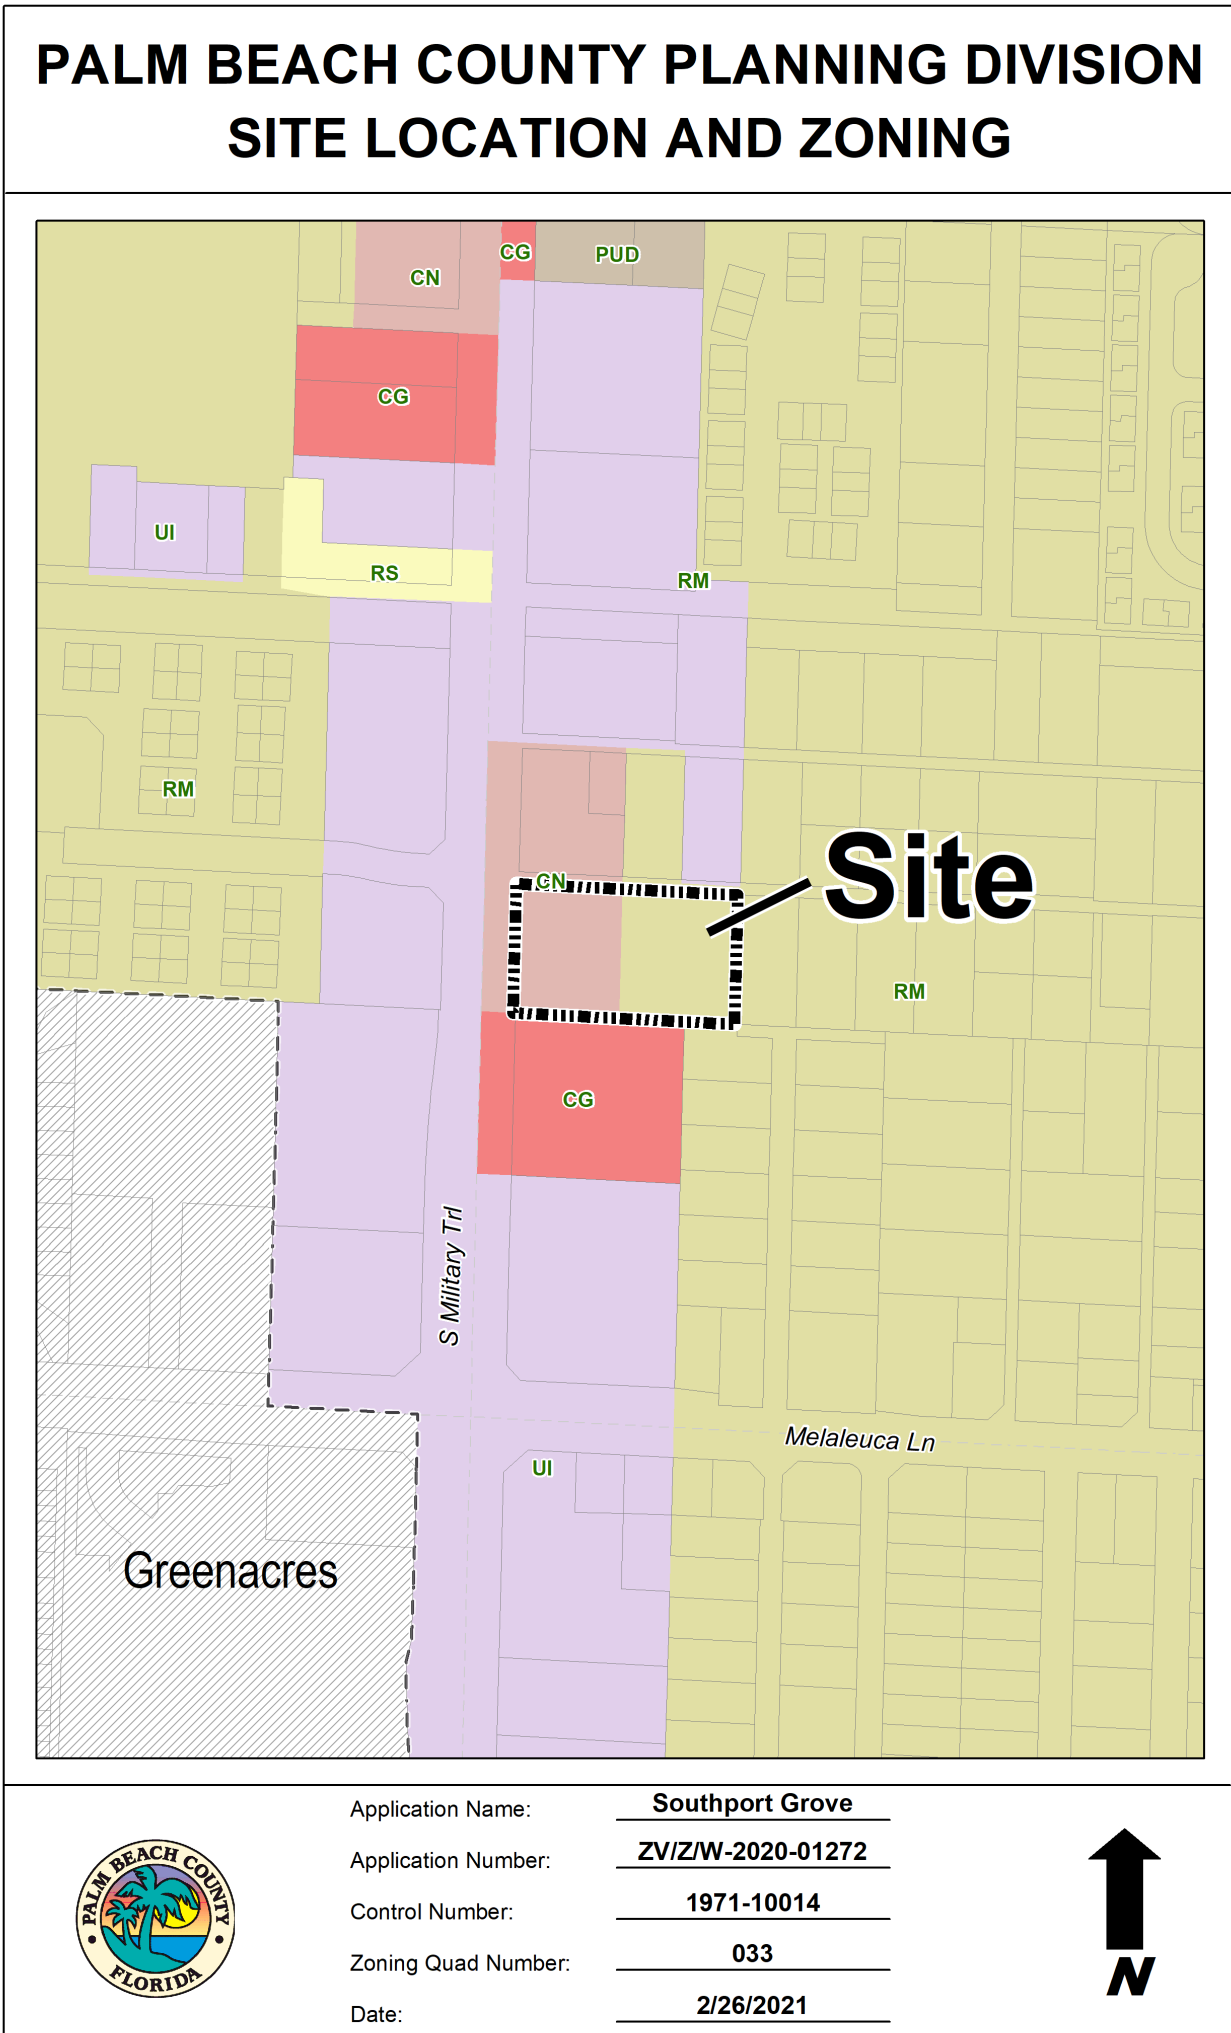 PALM BEACH COUNTY PLANNING DIVISION
SITE LOCATION AND ZONING
CG
PUD
CN
CG
UI
RS
RM
RM
Site
CN
RM
CG
S Military Trl
Melaleuca Ln
UI
Greenacres
Application Name: Southport Grove
Application Number: ZV/Z/W-2020-01272
Control Number: 1971-10014
Zoning Quad Number: 033
Date: 2/26/2021
PALM BEACH COUNTY
FLORIDA
N